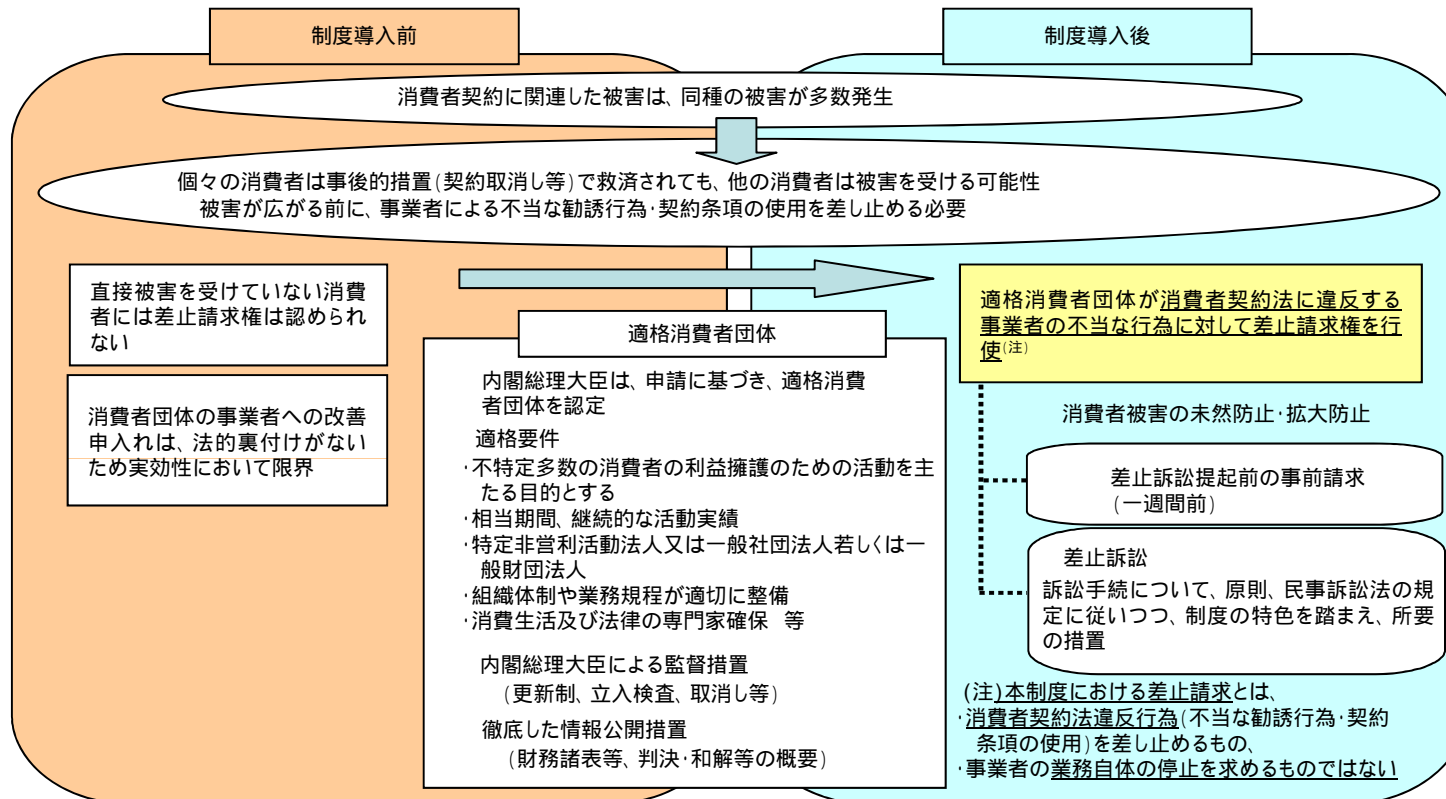 制度導入前
制度導入後
消費者契約に関連した被害は、同種の被害が多数発生
個々の消費者は事後的措置(契約取消し等)で救済されても、他の消費者は被害を受ける可能性
被害が広がる前に、事業者による不当な勧誘行為・契約条項の使用を差し止める必要
直接被害を受けていない消費
者には差止請求権は認められ
ない
消費者団体の事業者への改善
申入れは、法的裏付けがない
ため実効性において限界
適格消費者団体
内閣総理大臣は、申請に基づき、適格消費
者団体を認定
適格要件
・不特定多数の消費者の利益擁護のための活動を主
たる目的とする
・相当期間、継続的な活動実績
・特定非営利活動法人又は一般社団法人若しくは一
般財団法人
・組織体制や業務規程が適切に整備
・消費生活及び法律の専門家確保 等
内閣総理大臣による監督措置
(更新制、立入検査、取消し等)
徹底した情報公開措置
(財務諸表等、判決・和解等の概要)
適格消費者団体が消費者契約法に違反する
事業者の不当な行為に対して差止請求権を行
使(注)
消費者被害の未然防止・拡大防止
差止訴訟提起前の事前請求
(一週間前)
差止訴訟
訴訟手続について、原則、民事訴訟法の規
定に従いつつ、制度の特色を踏まえ、所要
の措置
(注)本制度における差止請求とは、
・消費者契約法違反行為(不当な勧誘行為・契約
条項の使用)を差し止めるもの、
・事業者の業務自体の停止を求めるものではない